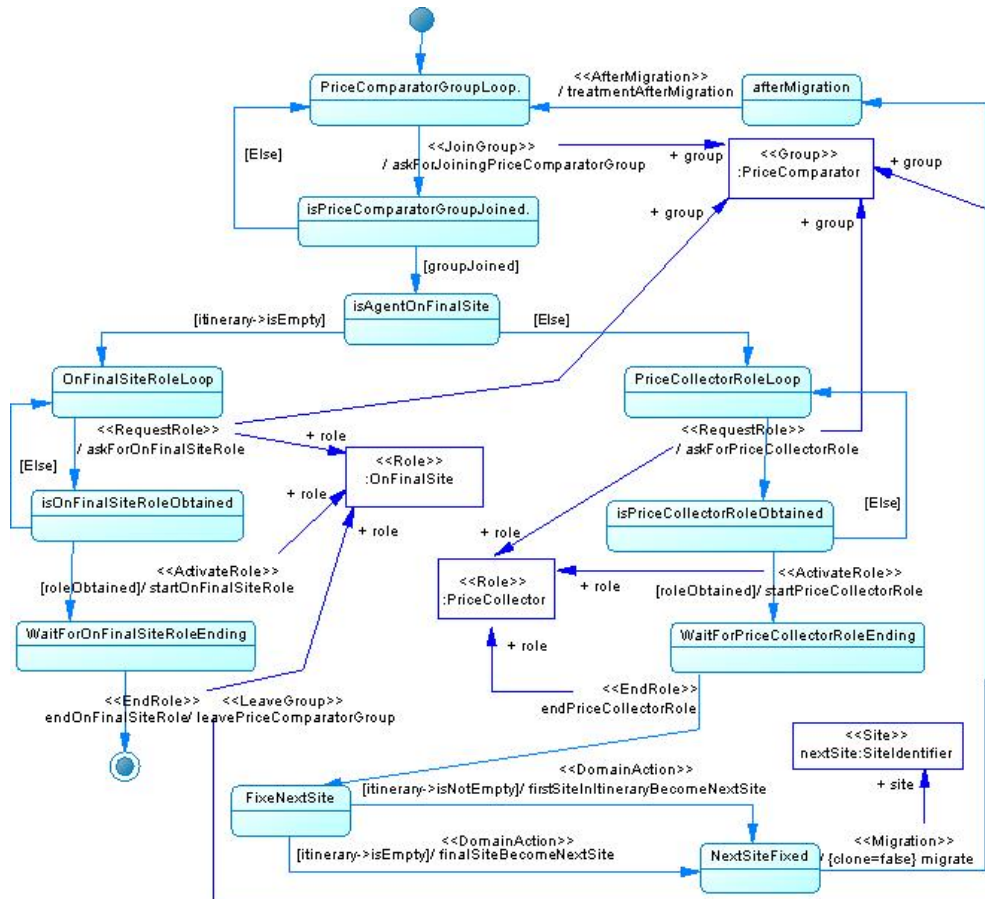 <<AfterMigration>>
PriceComparatorGroupLoop.
/ treatmentAfterMigration
afterMigration
[Else]
<<JoinGroup>>
/ askForJoiningPriceComparatorGroup
+ group
<<Group>>
:PriceComparator
+ group
isPriceComparatorGroupJoined.
+ group
+ group
[groupJoined]
isAgentOnFinalSite
[itinerary->isEmpty]
[Else]
OnFinalSiteRoleLoop
PriceCollectorRoleLoop
<<RequestRole>>
/ askForOnFinalSiteRole
+ role
<<RequestRole>>
/ askForPriceCollectorRole
[Else]
<<Role>>
:OnFinalSite
+ role
isOnFinalSiteRoleObtained
[Else]
isPriceCollectorRoleObtained
+ role
+ role
<<ActivateRole>>
[roleObtained]/ startOnFinalSiteRole
<<Role>>
:PriceCollector
+ role
<<ActivateRole>>
[roleObtained]/ startPriceCollectorRole
WaitForOnFinalSiteRoleEnding
WaitForPriceCollectorRoleEnding
+ role
<<EndRole>>
<<LeaveGroup>>
endOnFinalSiteRole/ leavePriceComparatorGroup
<<EndRole>>
endPriceCollectorRole
<<Site>>
nextSite:SiteIdentifier
<<DomainAction>>
[itinerary->isNotEmpty]/ firstSiteInItineraryBecomeNextSite
+ site
FixeNextSite
<<DomainAction>>
[itinerary->isEmpty]/ finalSiteBecomeNextSite
NextSiteFixed
<<Migration>>
/ {clone=false} migrate